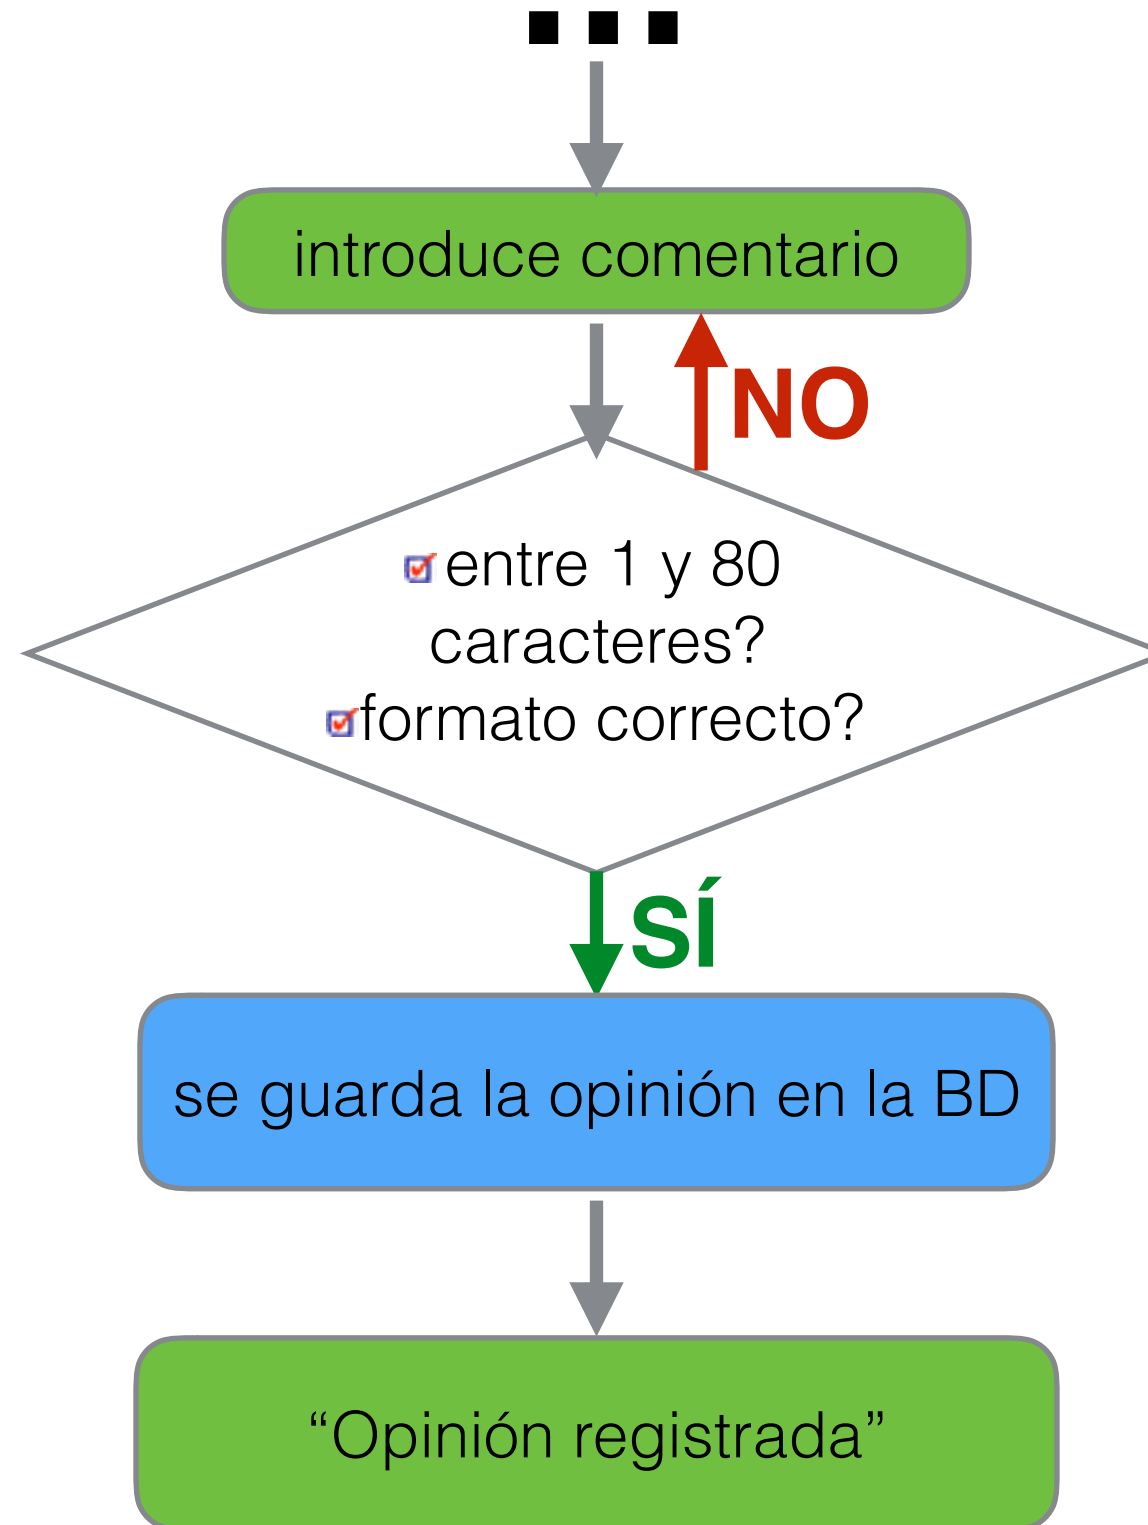 ...
introduce comentario
NO
entre 1 y 80
caracteres?
formato correcto?
SÍ
se guarda la opinión en la BD
“Opinión registrada”